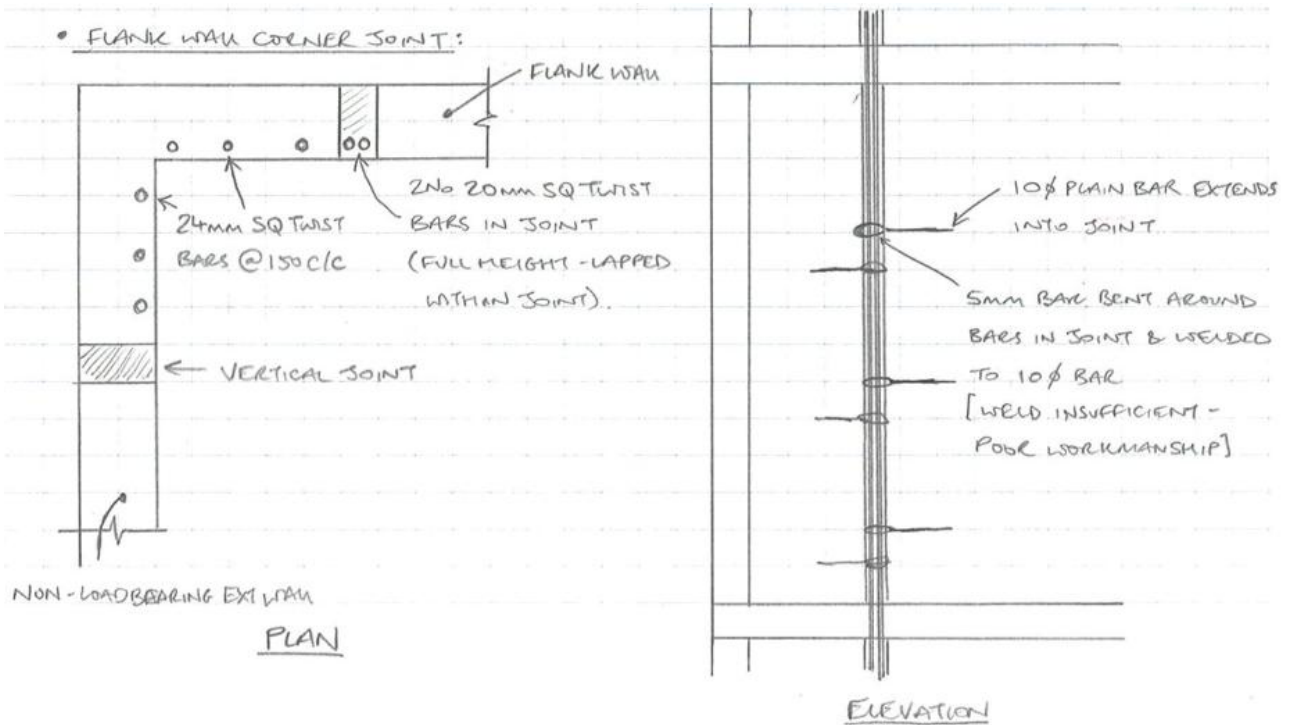 • FLANK WALL CORNER JOINT:
FLANK WALL
24mm SQ TWIST
BARS @ 150 C/C
2No 20mm SQ TWIST
BARS IN JOINT
(FULL HEIGHT - LAPPED
WITHIN JOINT).
VERTICAL JOINT
NON-LOADBEARING EXT WALL
PLAN
10ϕ PLAIN BAR EXTENDS
INTO JOINT
5mm BAR BENT AROUND
BARS IN JOINT & WELDED
TO 10ϕ BAR
[WELD INSUFFICIENT -
POOR WORKMANSHIP]
ELEVATION